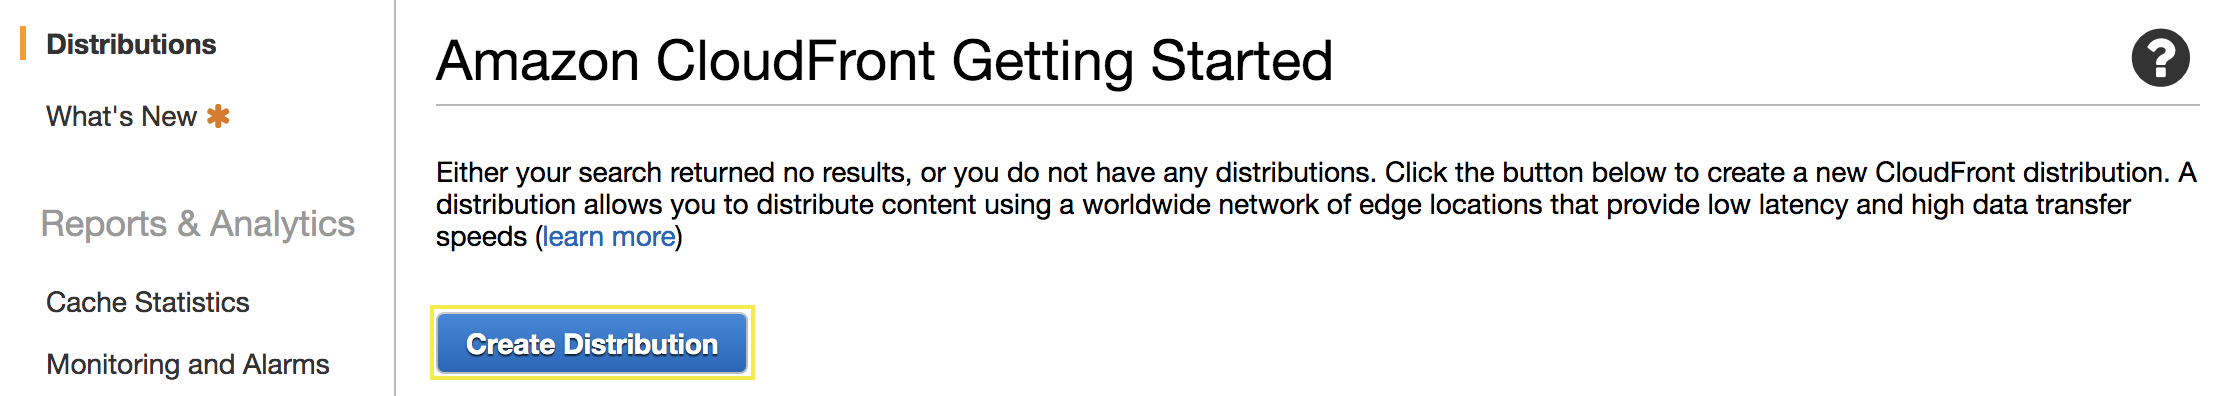 Distributions
What's New ✱
Reports & Analytics
Cache Statistics
Monitoring and Alarms
Amazon CloudFront Getting Started
?
Either your search returned no results, or you do not have any distributions. Click the button below to create a new CloudFront distribution. A
distribution allows you to distribute content using a worldwide network of edge locations that provide low latency and high data transfer
speeds (learn more)
Create Distribution